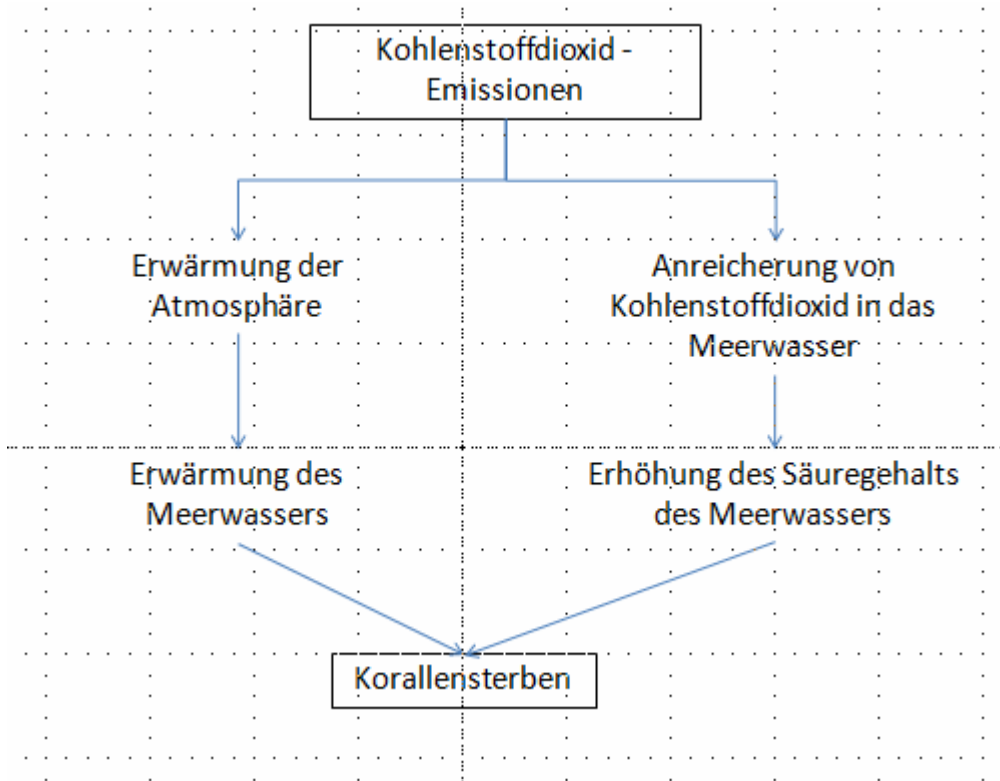 Kohlenstoffdioxid -
Emissionen
Erwärmung der
Atmosphäre
Anreicherung von
Kohlenstoffdioxid in das
Meerwasser
Erwärmung des
Meerwassers
Erhöhung des Säuregehalts
des Meerwassers
Korallensterben